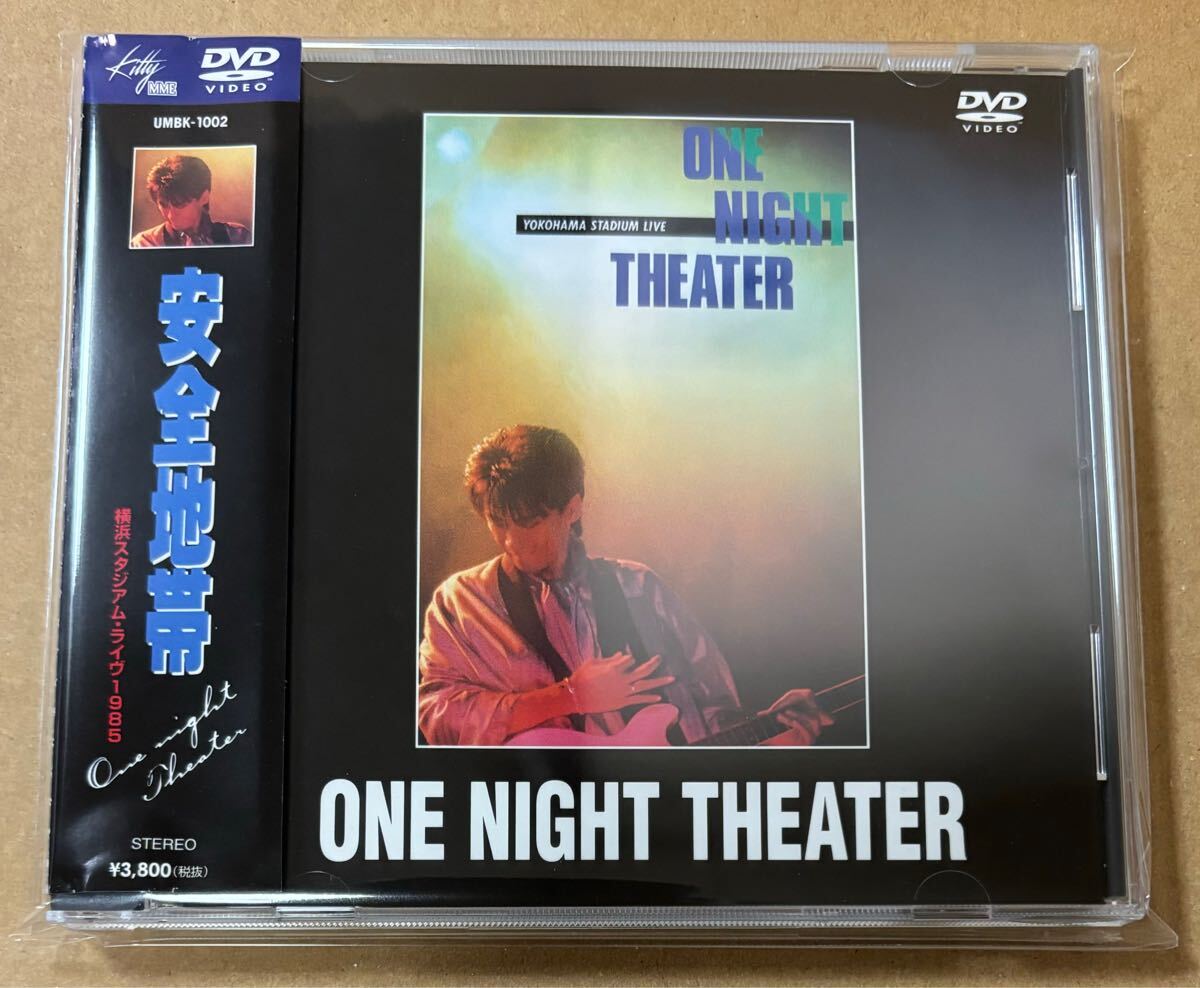 Kitty
MME
DVD
VIDEO
UMBK-1002
安全地帯
横浜スタジアム・ライヴ1985
One night
Theater
STEREO
¥3,800(税抜)
DVD
VIDEO
ONE
NIGHT
YOKOHAMA STADIUM LIVE
THEATER
ONE NIGHT THEATER